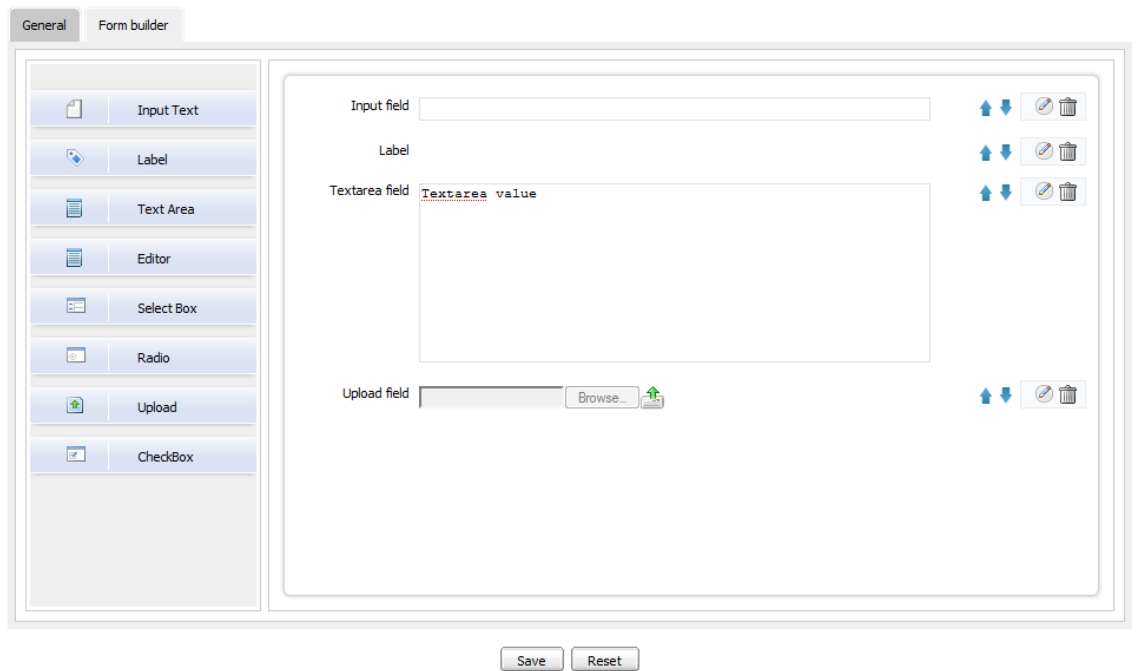 General Form builder
Input Text
Label
Text Area
Editor
Select Box
Radio
Upload
CheckBox
Input field
Label
Textarea field Textarea value
Upload field Browse...
Save Reset